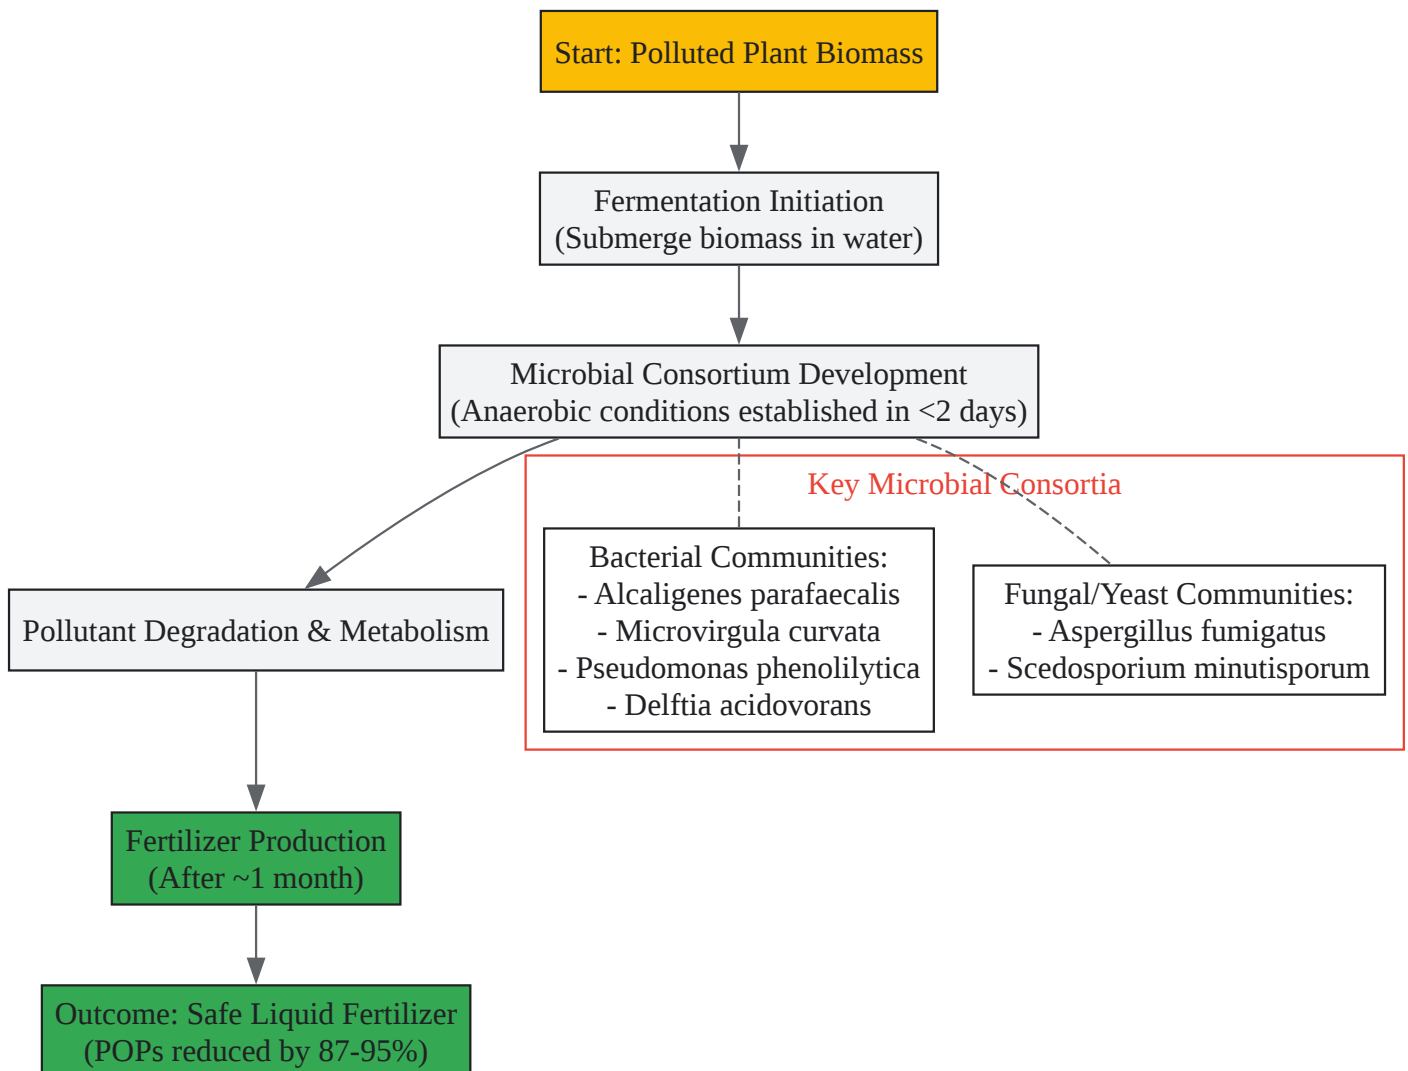 Start: Polluted Plant Biomass
Fermentation Initiation
(Submerge biomass in water)
Microbial Consortium Development
(Anaerobic conditions established in <2 days)
Key Microbial Consortia
Bacterial Communities:
- Alcaligenes parafaecalis
- Microvirgula curvata
- Pseudomonas phenolilytica
- Delftia acidovorans
Fungal/Yeast Communities:
- Aspergillus fumigatus
- Scedosporium minutisporum
Pollutant Degradation & Metabolism
Fertilizer Production
(After ~1 month)
Outcome: Safe Liquid Fertilizer
(POPs reduced by 87-95%)